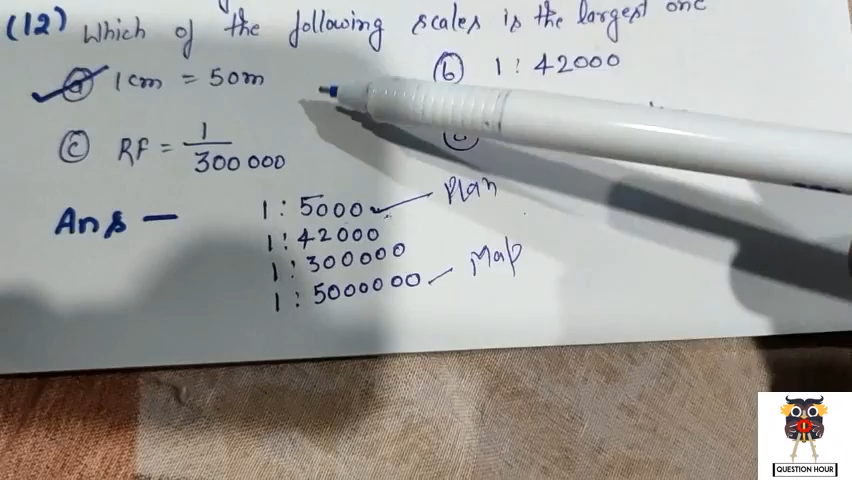 (12) Which of the following scales is the largest one
(a) 1cm = 50m
(b) 1 : 42000
(c) RF = 1/300000
(d)
Ans - 1 : 5000 Plan
1 : 42000
1 : 300000
1 : 5000000 Map
QUESTION HOUR